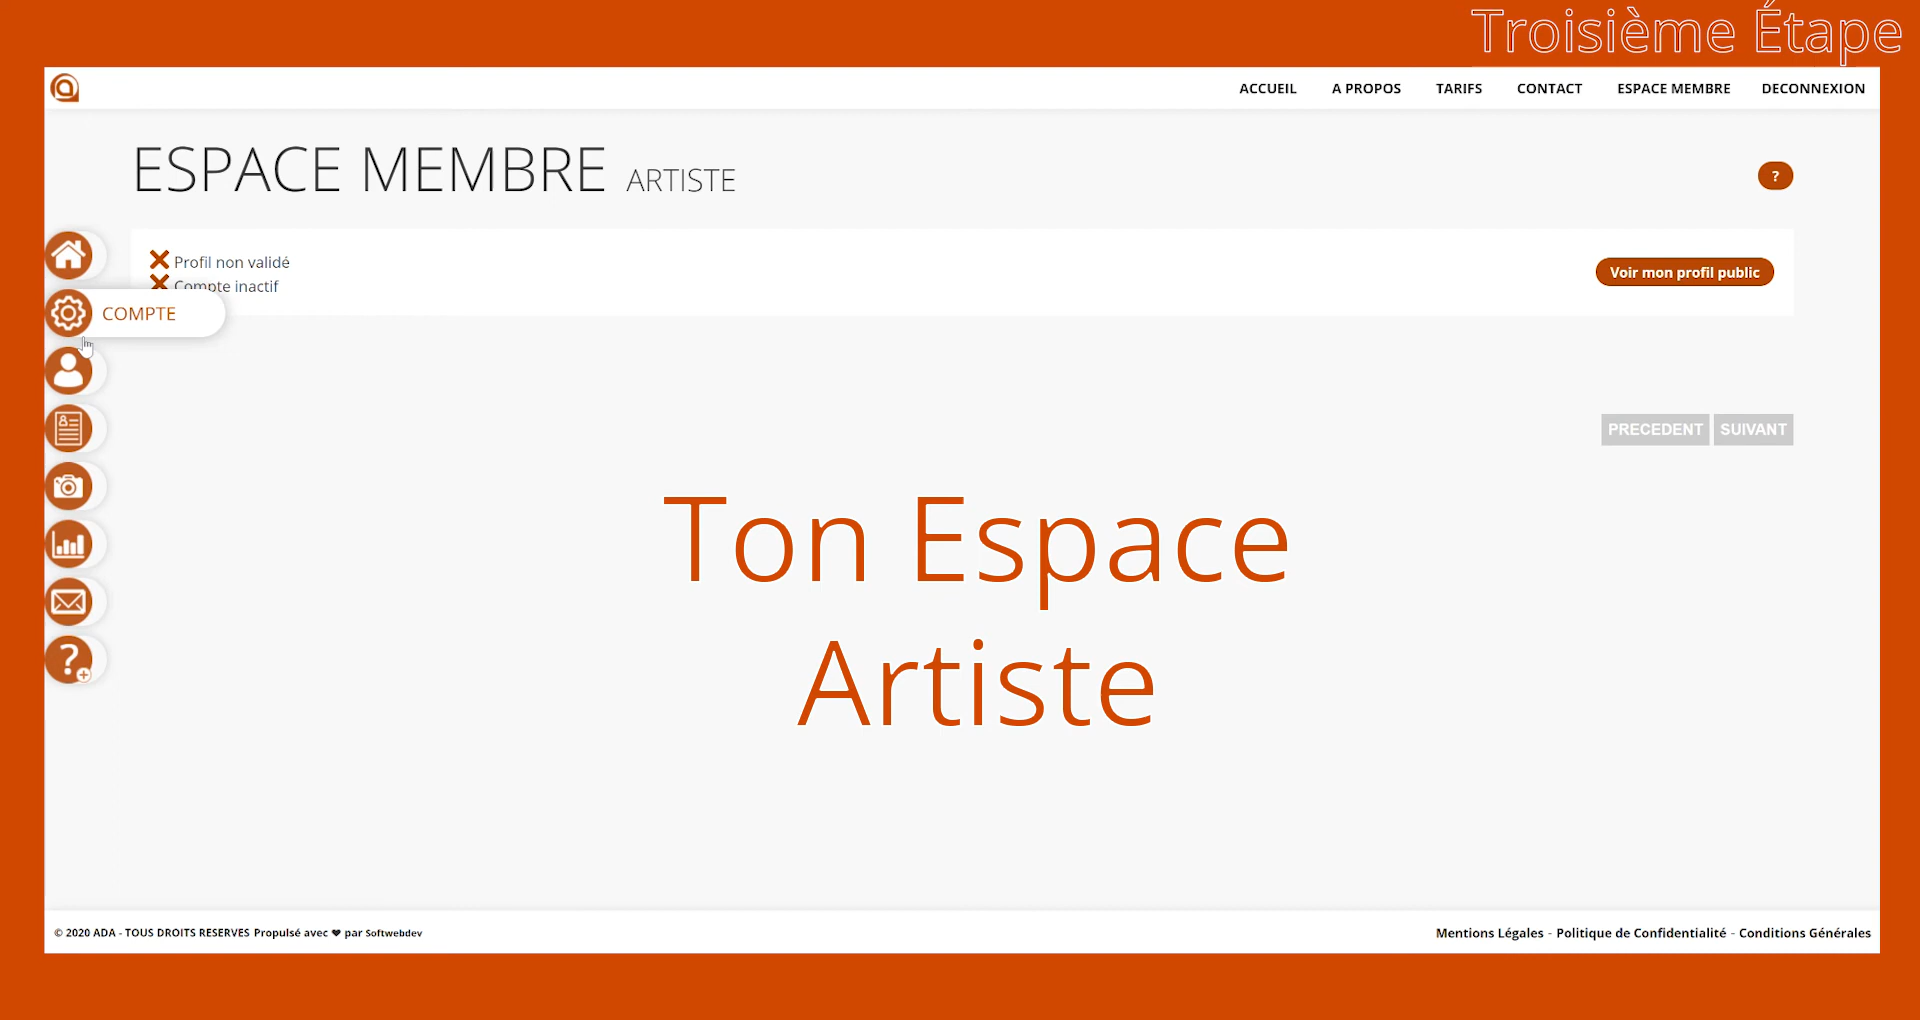 Troisième Étape
ACCUEIL A PROPOS TARIFS CONTACT ESPACE MEMBRE DECONNEXION
ESPACE MEMBRE ARTISTE
?
Profil non validé
Compte inactif
Voir mon profil public
COMPTE
PRECEDENT SUIVANT
Ton Espace
Artiste
© 2020 ADA - TOUS DROITS RESERVES Propulsé avec ❤ par Softwebdev
Mentions Légales - Politique de Confidentialité - Conditions Générales